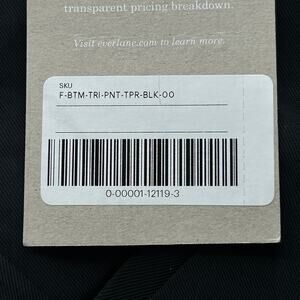 transparent pricing breakdown.
Visit everlane.com to learn more.
SKU
F-BTM-TRI-PNT-TPR-BLK-00
0-00001-12119-3